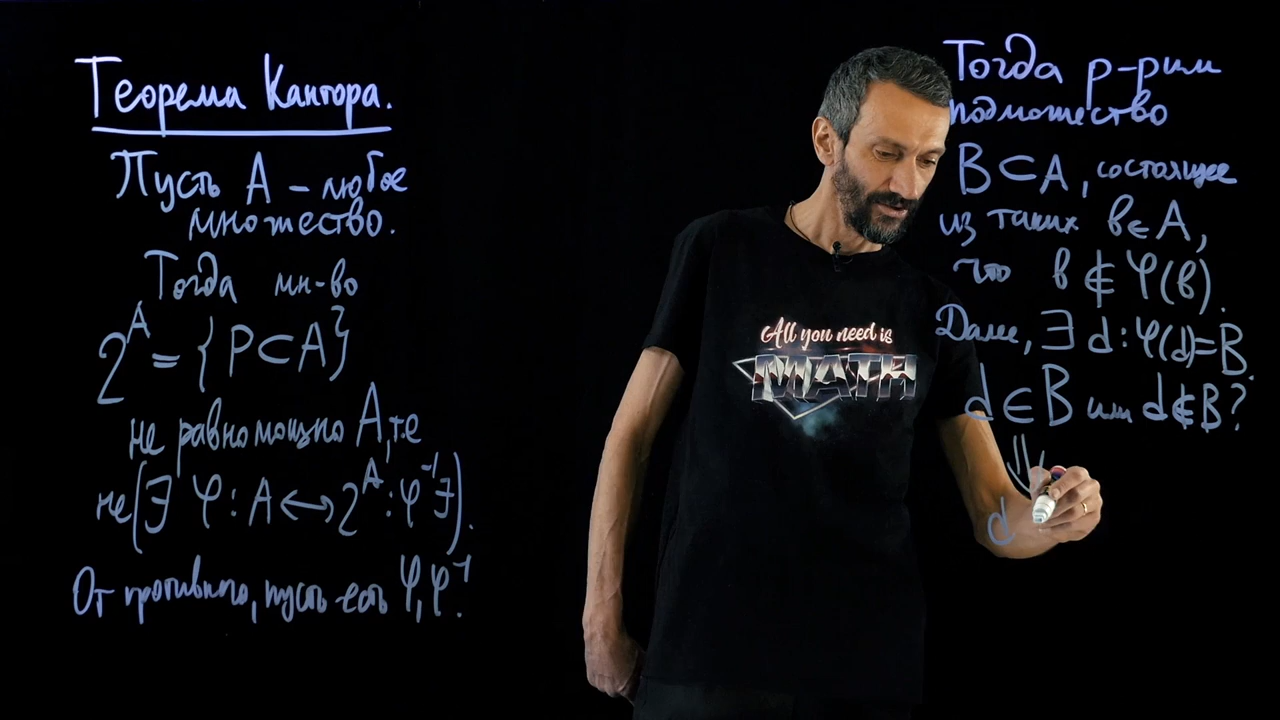 Теорема Кантора.
Пусть A – любое
множество.
Тогда мн-во
2^A = { P ⊂ A }
не равномощно A, т.е
не(∃ φ : A ↔ 2^A : φ^-1 ∃).
От противного, пусть есть φ, φ^-1.
Тогда р-рим
подмножество
B ⊂ A, состоящее
из таких b ∈ A,
что b ∉ φ(b).
Далее, ∃ d : φ(d) = B.
d ∈ B или d ∉ B?
⇓
d
All you need is
MATH